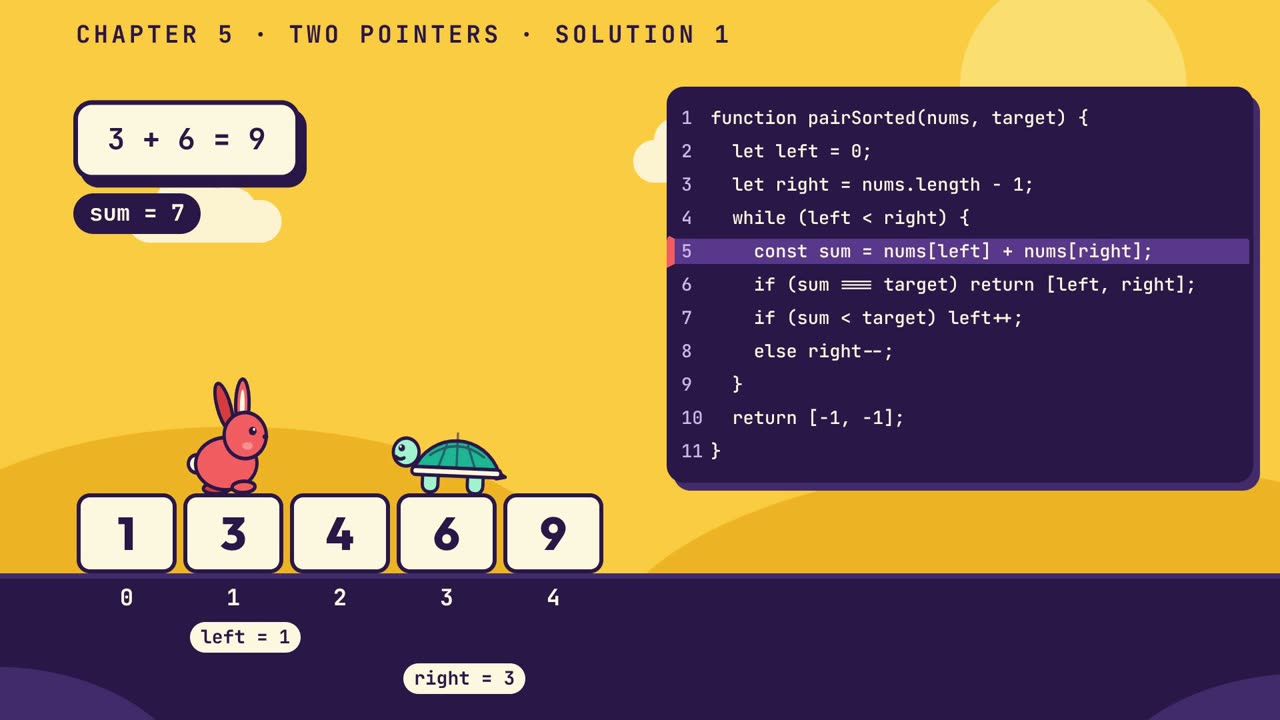 CHAPTER 5 · TWO POINTERS · SOLUTION 1
3 + 6 = 9
sum = 7
1 function pairSorted(nums, target) {
2 let left = 0;
3 let right = nums.length - 1;
4 while (left < right) {
5 const sum = nums[left] + nums[right];
6 if (sum === target) return [left, right];
7 if (sum < target) left++;
8 else right--;
9 }
10 return [-1, -1];
11 }
1 3 4 6 9
0 1 2 3 4
left = 1
right = 3